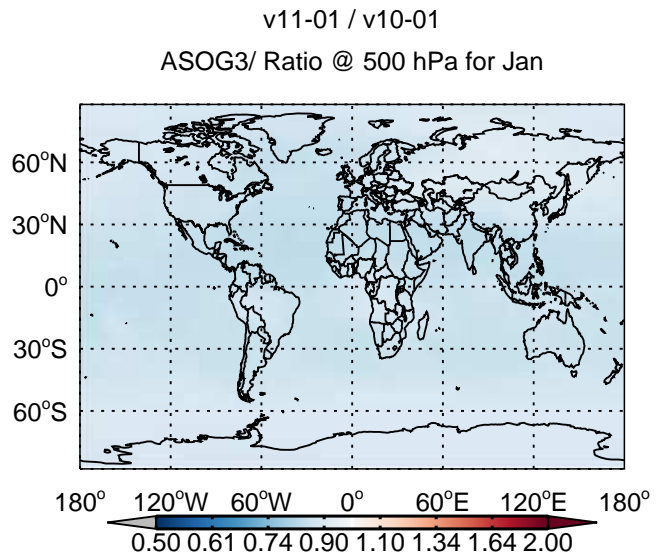 v11-01 / v10-01
ASOG3/ Ratio @ 500 hPa for Jan
60°N
30°N
0°
30°S
60°S
180° 120°W 60°W 0° 60°E 120°E 180°
0.50 0.61 0.74 0.90 1.10 1.34 1.64 2.00